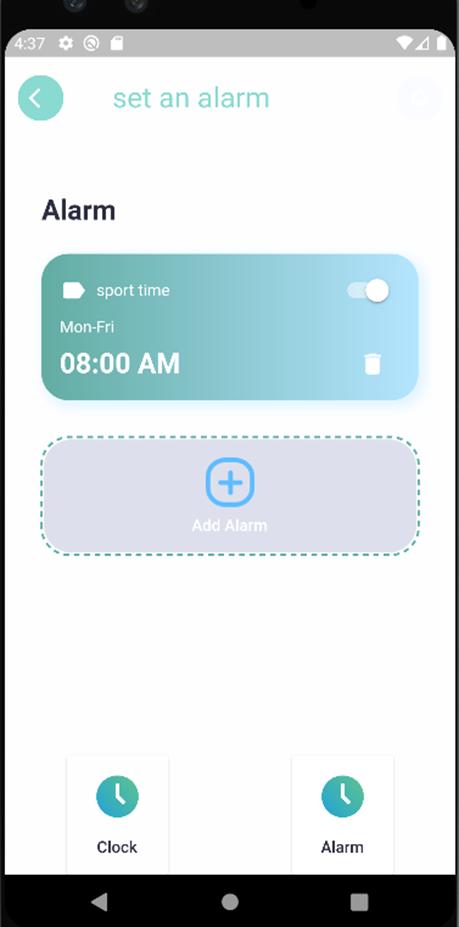 4:37
set an alarm
Alarm
sport time
Mon-Fri
08:00 AM
Add Alarm
Clock
Alarm